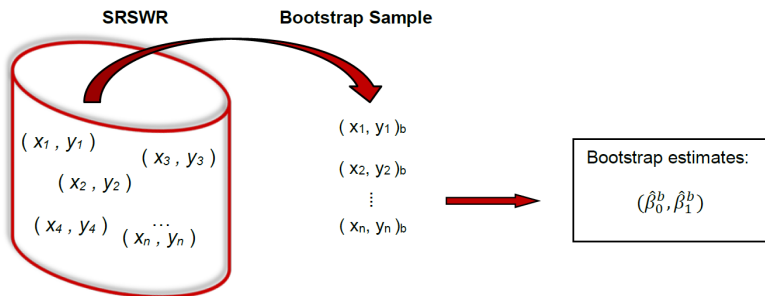 SRSWR
Bootstrap Sample
( x1 , y1 )
( x3 , y3 )
( x2 , y2 )
( x4 , y4 )
...
( xn , yn )
( x1, y1 )b
( x2, y2 )b
⋮
( xn, yn )b
Bootstrap estimates:
(β̂₀ᵇ, β̂₁ᵇ)